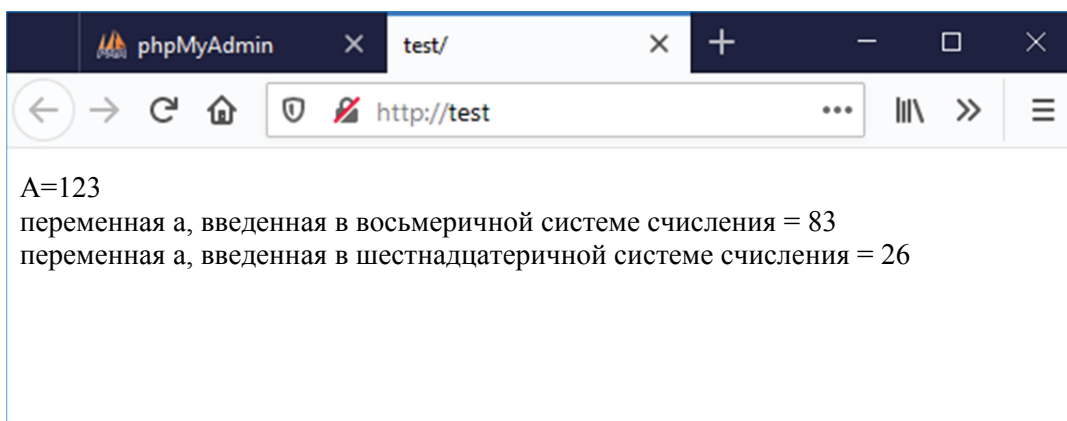 phpMyAdmin
test/
http://test
A=123
переменная а, введенная в восьмеричной системе счисления = 83
переменная а, введенная в шестнадцатеричной системе счисления = 26